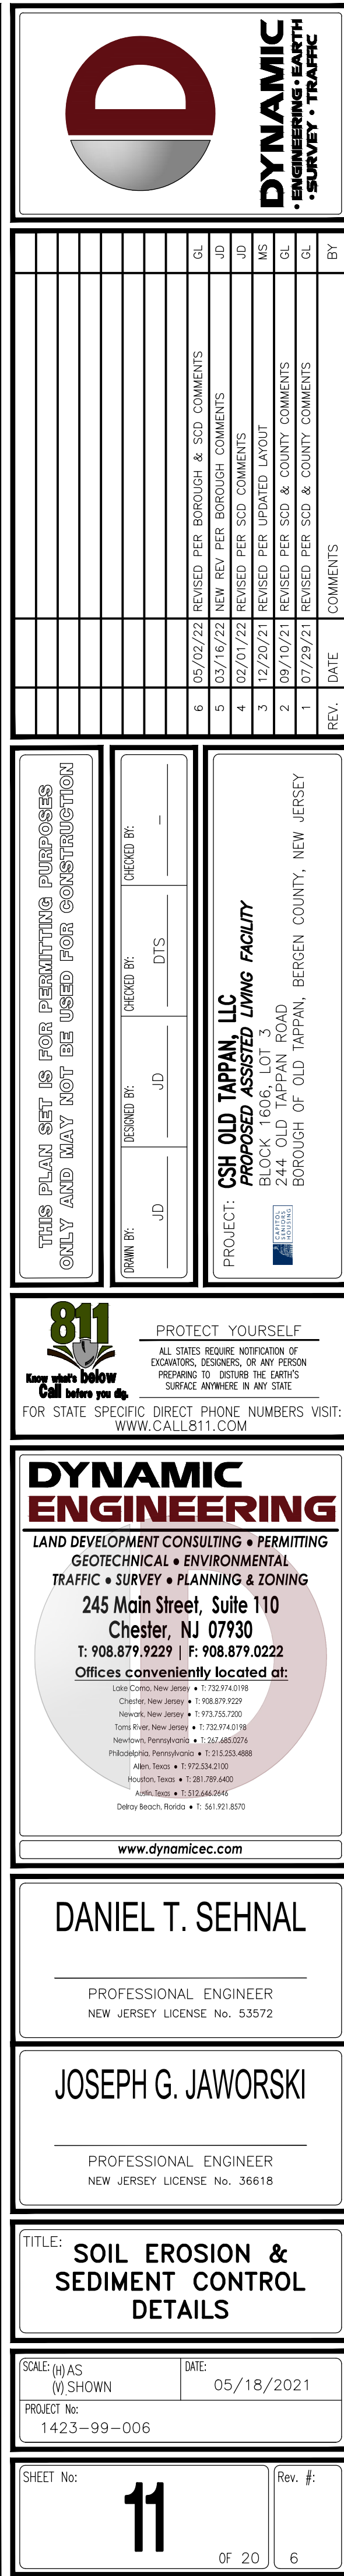 DYNAMIC
• ENGINEERING • EARTH
• SURVEY • TRAFFIC
6 05/02/22 REVISED PER BOROUGH & SCD COMMENTS GL
5 03/16/22 NEW REV PER BOROUGH COMMENTS JD
4 02/01/22 REVISED PER SCD COMMENTS JD
3 12/20/21 REVISED PER UPDATED LAYOUT MS
2 09/10/21 REVISED PER SCD & COUNTY COMMENTS GL
1 07/29/21 REVISED PER SCD & COUNTY COMMENTS GL
REV. DATE COMMENTS BY
THIS PLAN SET IS FOR PERMITTING PURPOSES
ONLY AND MAY NOT BE USED FOR CONSTRUCTION
DRAWN BY: DESIGNED BY: CHECKED BY: CHECKED BY:
JD JD DTS –
PROJECT: CSH OLD TAPPAN, LLC
PROPOSED ASSISTED LIVING FACILITY
BLOCK 1606, LOT 3
244 OLD TAPPAN ROAD
BOROUGH OF OLD TAPPAN, BERGEN COUNTY, NEW JERSEY
CAPITOL
SENIORS
HOUSING
811
Know what's below
Call before you dig.
PROTECT YOURSELF
ALL STATES REQUIRE NOTIFICATION OF
EXCAVATORS, DESIGNERS, OR ANY PERSON
PREPARING TO DISTURB THE EARTH'S
SURFACE ANYWHERE IN ANY STATE
FOR STATE SPECIFIC DIRECT PHONE NUMBERS VISIT:
WWW.CALL811.COM
DYNAMIC
ENGINEERING
LAND DEVELOPMENT CONSULTING • PERMITTING
GEOTECHNICAL • ENVIRONMENTAL
TRAFFIC • SURVEY • PLANNING & ZONING
245 Main Street, Suite 110
Chester, NJ 07930
T: 908.879.9229 | F: 908.879.0222
Offices conveniently located at:
Lake Como, New Jersey • T: 732.974.0198
Chester, New Jersey • T: 908.879.9229
Newark, New Jersey • T: 973.755.7200
Toms River, New Jersey • T: 732.974.0198
Newtown, Pennsylvania • T: 267.685.0276
Philadelphia, Pennsylvania • T: 215.253.4888
Allen, Texas • T: 972.534.2100
Houston, Texas • T: 281.789.6400
Austin, Texas • T: 512.646.2646
Delray Beach, Florida • T: 561.921.8570
www.dynamicec.com
DANIEL T. SEHNAL
PROFESSIONAL ENGINEER
NEW JERSEY LICENSE No. 53572
JOSEPH G. JAWORSKI
PROFESSIONAL ENGINEER
NEW JERSEY LICENSE No. 36618
TITLE:
SOIL EROSION &
SEDIMENT CONTROL
DETAILS
SCALE: (H) AS
(V) SHOWN
DATE:
05/18/2021
PROJECT No:
1423-99-006
SHEET No:
11
OF 20
Rev. #:
6